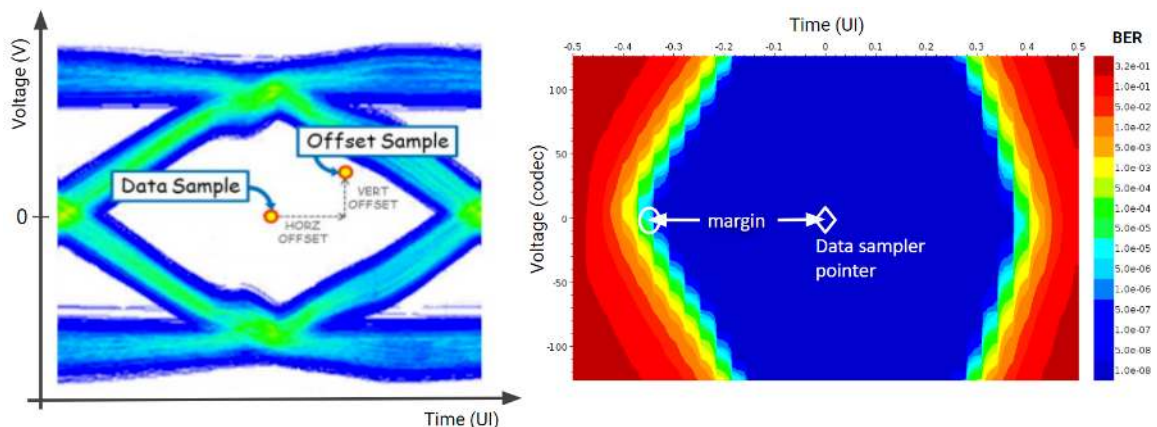 Voltage (V)
0
Offset Sample
Data Sample
VERT
OFFSET
HORZ
OFFSET
Time (UI)
Time (UI)
BER
-0.5 -0.4 -0.3 -0.2 -0.1 0 0.1 0.2 0.3 0.4 0.5
Voltage (codec)
100
50
0
-50
-100
margin
Data sampler
pointer
3.2e-01
1.0e-01
5.0e-02
1.0e-02
5.0e-03
1.0e-03
5.0e-04
1.0e-04
5.0e-05
1.0e-05
5.0e-06
1.0e-06
5.0e-07
1.0e-07
5.0e-08
1.0e-08